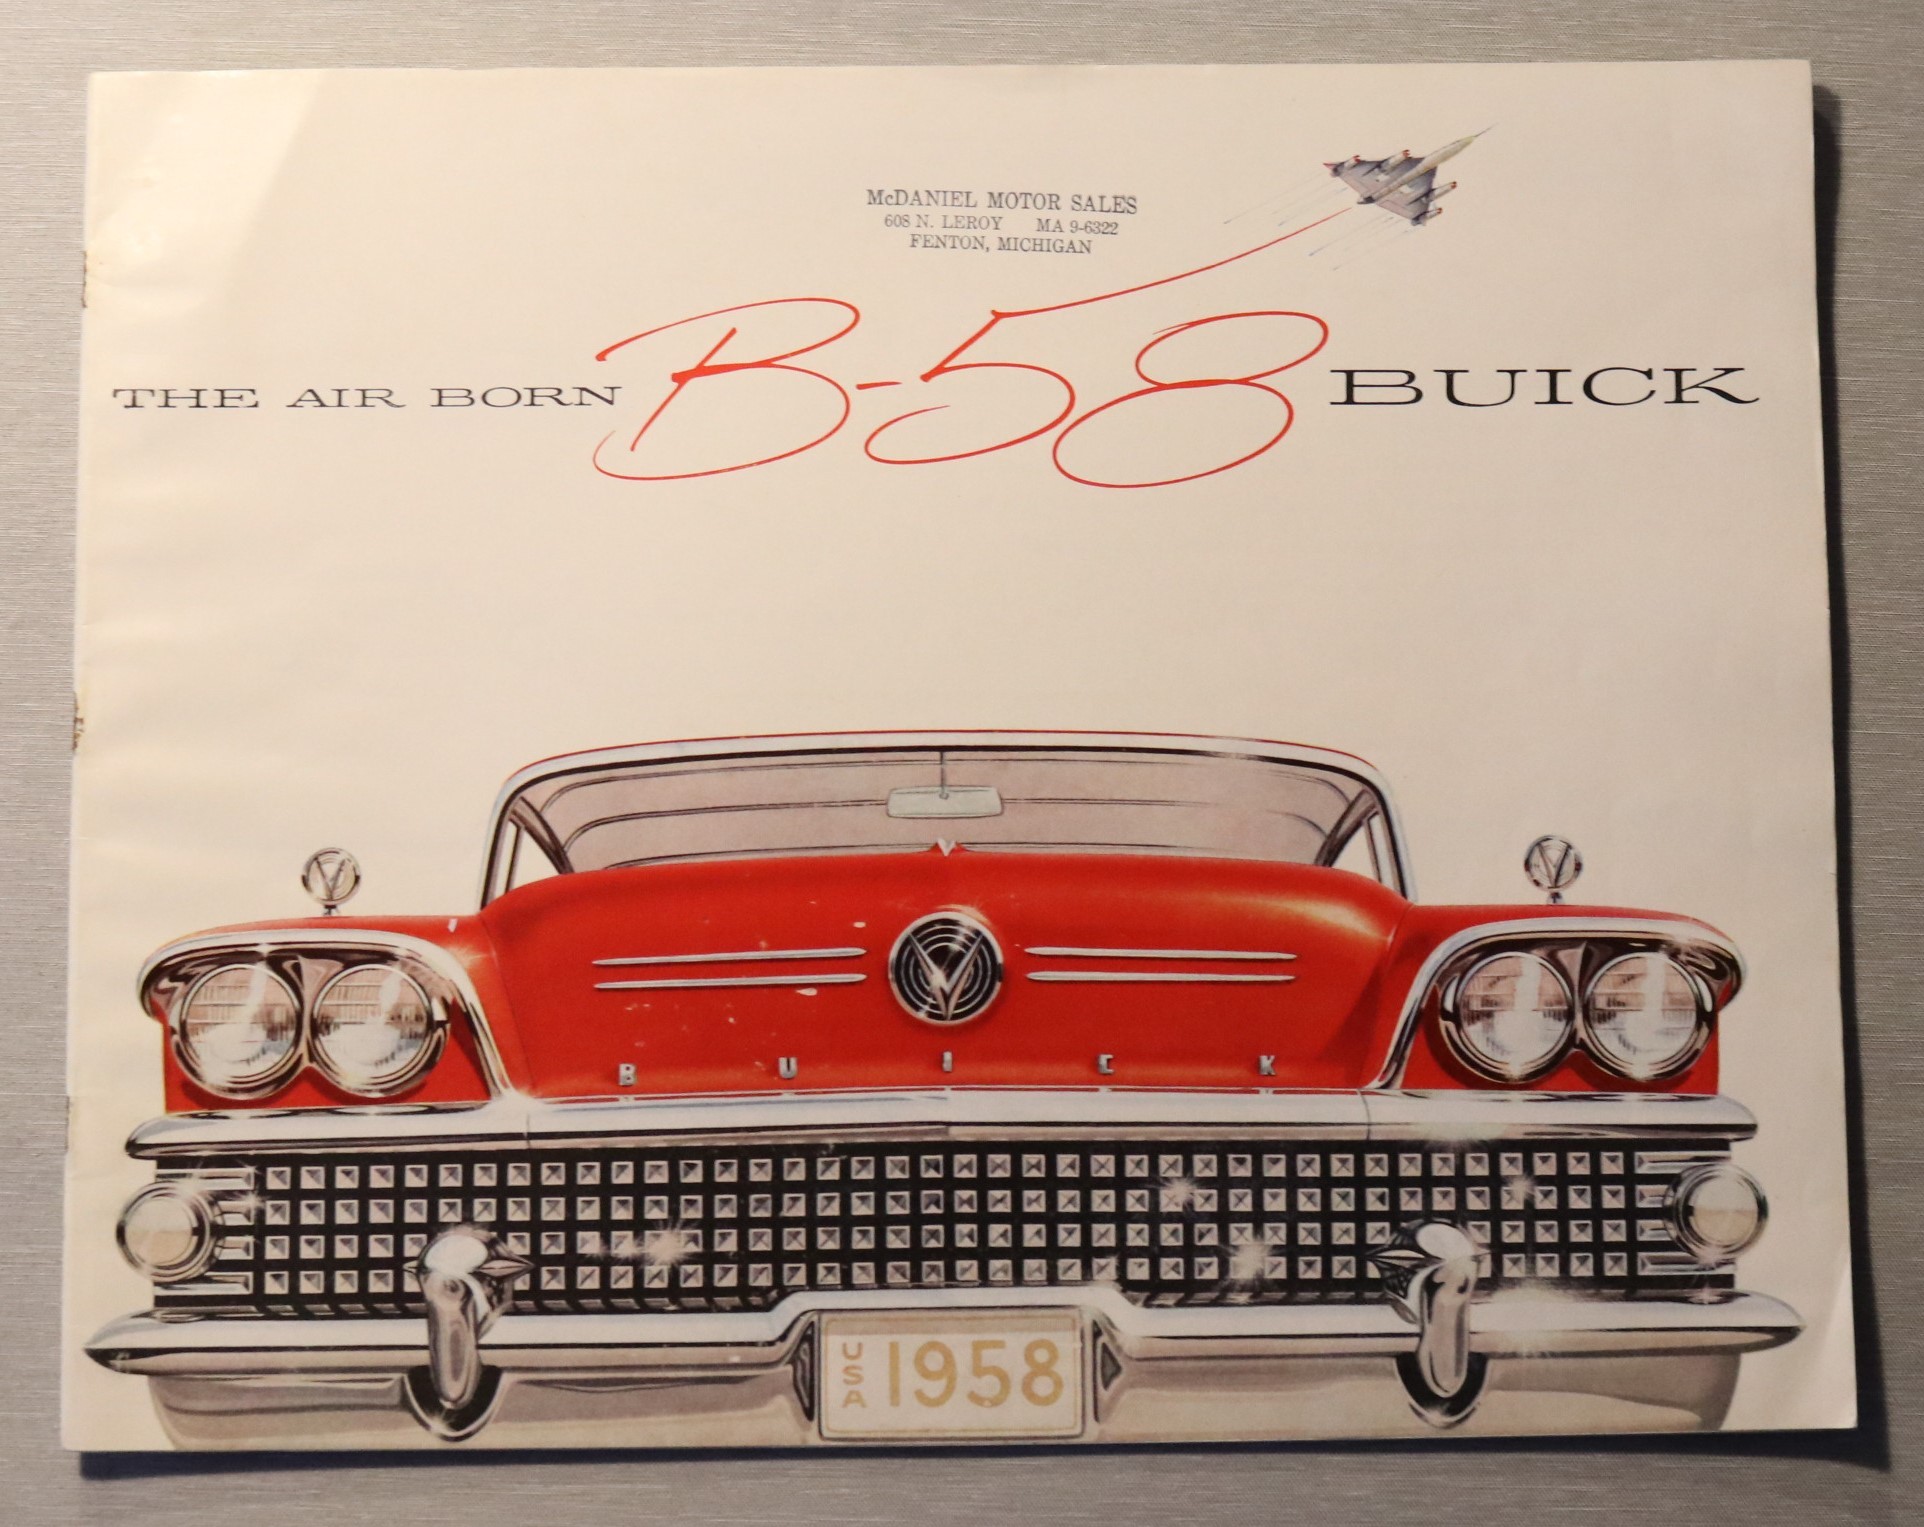 McDANIEL MOTOR SALES
608 N. LEROY MA 9-6322
FENTON, MICHIGAN
THE AIR BORN B-58 BUICK
BUICK
USA 1958